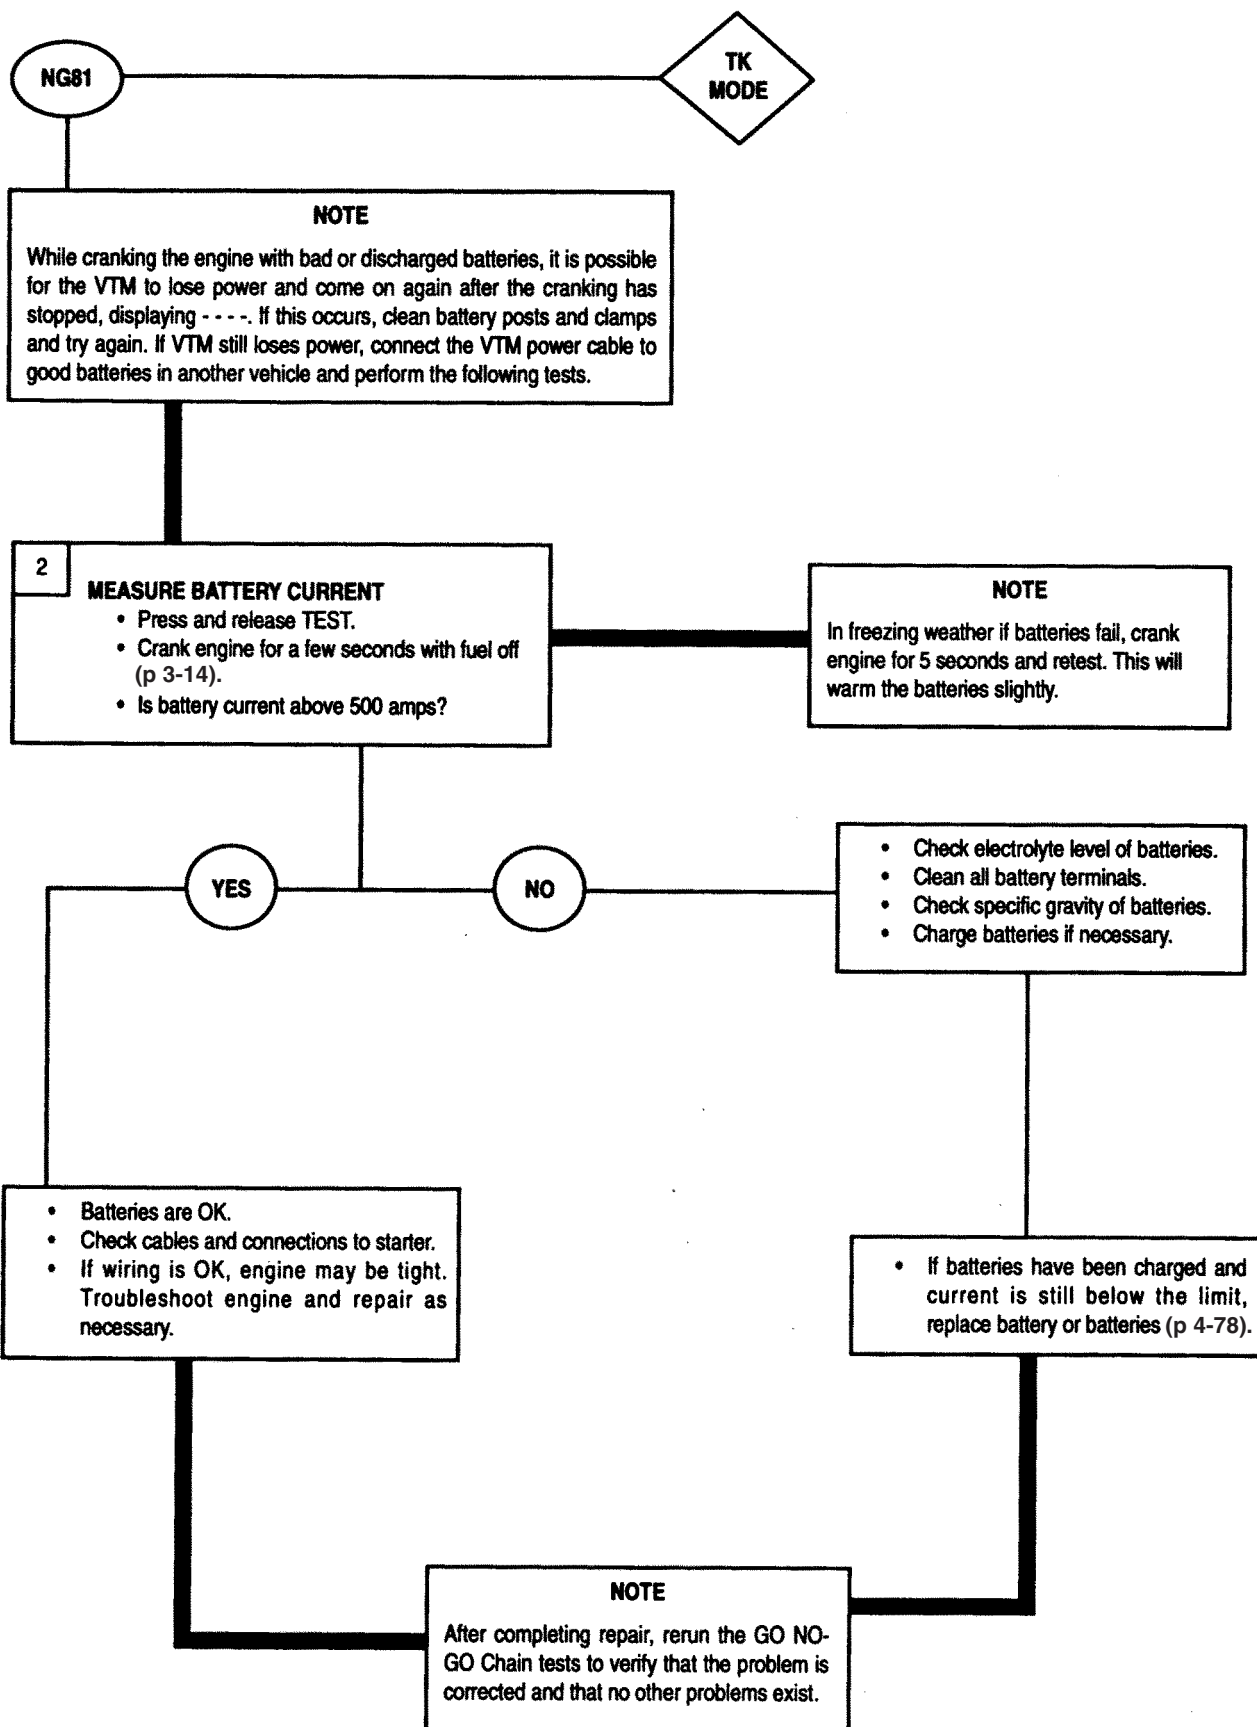 NG81
TK
MODE
NOTE
While cranking the engine with bad or discharged batteries, it is possible
for the VTM to lose power and come on again after the cranking has
stopped, displaying - - - -. If this occurs, clean battery posts and clamps
and try again. If VTM still loses power, connect the VTM power cable to
good batteries in another vehicle and perform the following tests.
2
MEASURE BATTERY CURRENT
• Press and release TEST.
• Crank engine for a few seconds with fuel off
(p 3-14).
• Is battery current above 500 amps?
NOTE
In freezing weather if batteries fail, crank
engine for 5 seconds and retest. This will
warm the batteries slightly.
YES
NO
• Check electrolyte level of batteries.
• Clean all battery terminals.
• Check specific gravity of batteries.
• Charge batteries if necessary.
• Batteries are OK.
• Check cables and connections to starter.
• If wiring is OK, engine may be tight.
Troubleshoot engine and repair as
necessary.
• If batteries have been charged and
current is still below the limit,
replace battery or batteries (p 4-78).
NOTE
After completing repair, rerun the GO NO-
GO Chain tests to verify that the problem is
corrected and that no other problems exist.